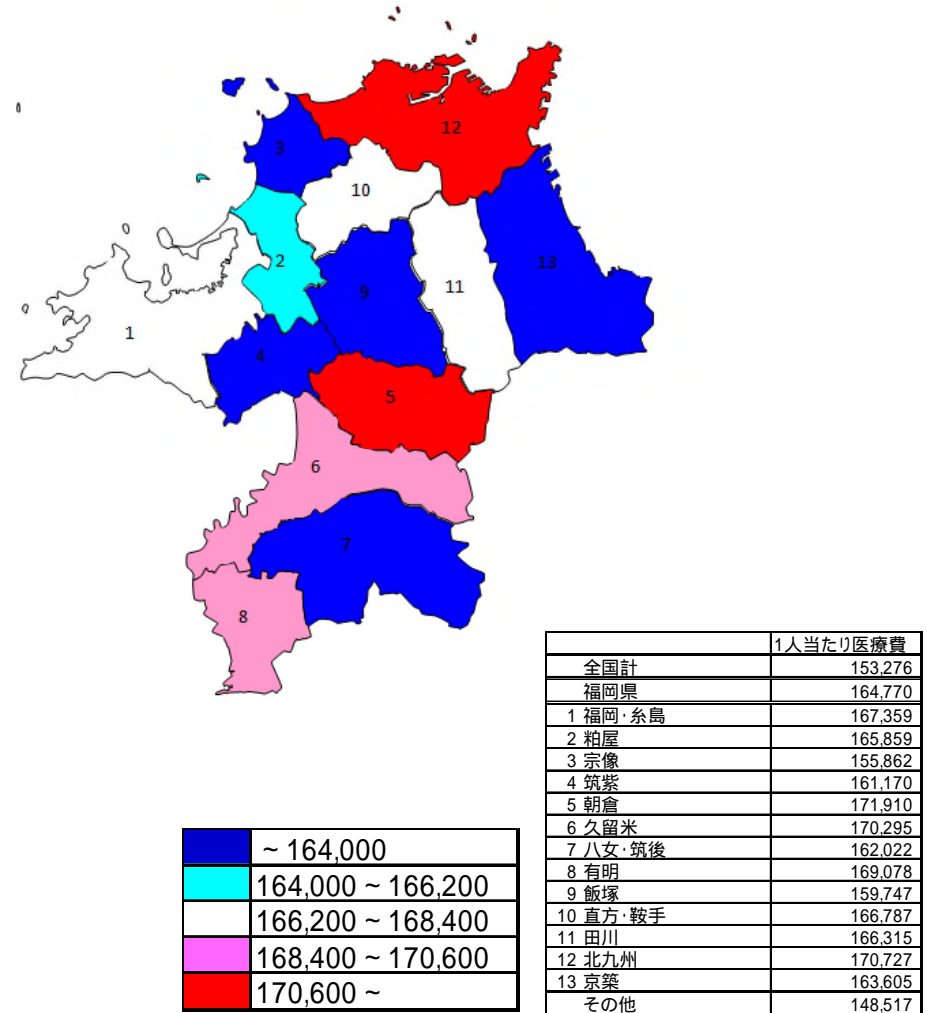 12
3
10
2
13
11
9
1
4
5
6
7
8
1人当たり医療費
全国計 153,276
福岡県 164,770
1 福岡・糸島 167,359
2 粕屋 165,859
3 宗像 155,862
4 筑紫 161,170
5 朝倉 171,910
6 久留米 170,295
7 八女・筑後 162,022
8 有明 169,078
9 飯塚 159,747
10 直方・鞍手 166,787
11 田川 166,315
12 北九州 170,727
13 京築 163,605
その他 148,517
~ 164,000
164,000 ~ 166,200
166,200 ~ 168,400
168,400 ~ 170,600
170,600 ~